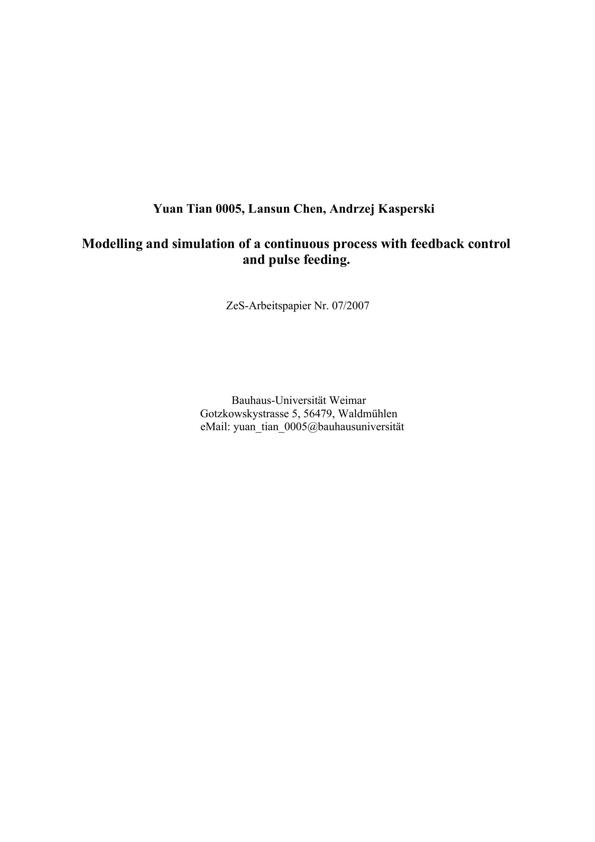 Yuan Tian 0005, Lansun Chen, Andrzej Kasperski
Modelling and simulation of a continuous process with feedback control
and pulse feeding.
ZeS-Arbeitspapier Nr. 07/2007
Bauhaus-Universität Weimar
Gotzkowskystrasse 5, 56479, Waldmühlen
eMail: yuan_tian_0005@bauhausuniversität